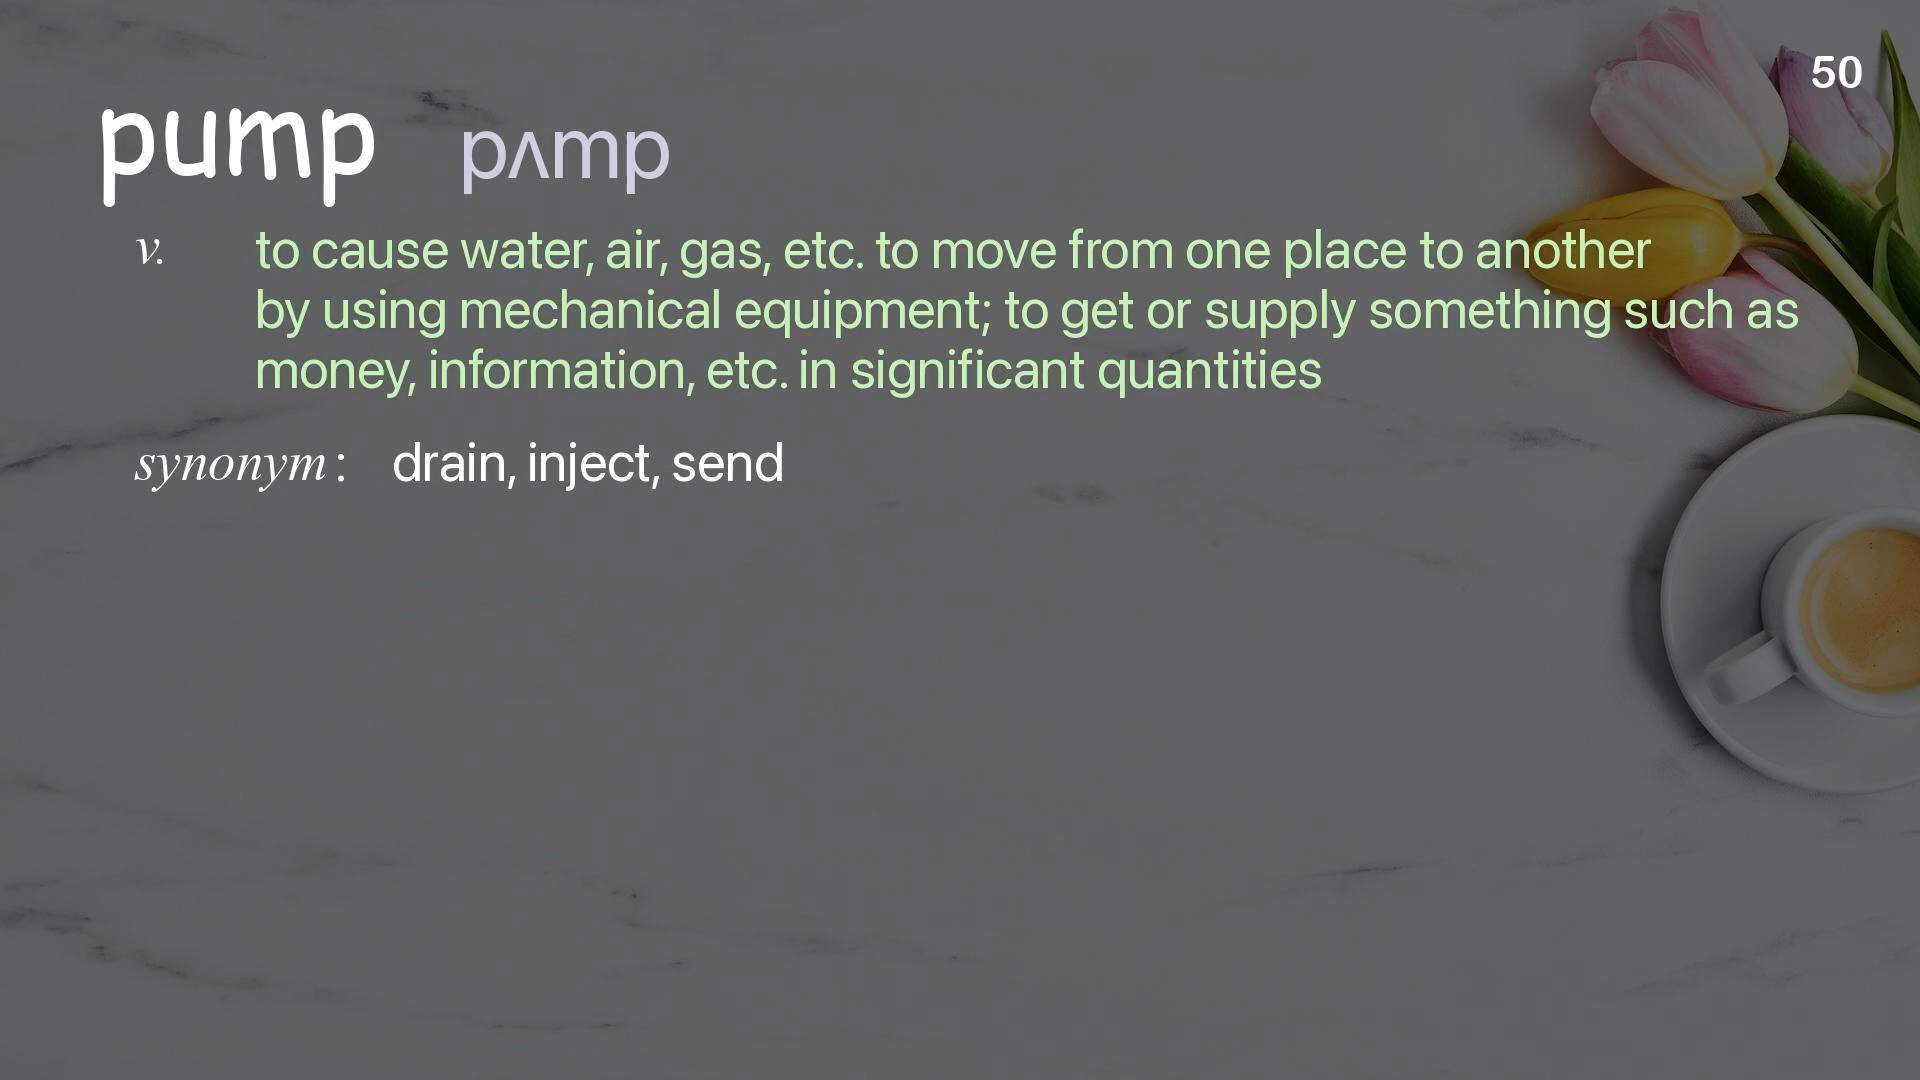 50
pump pʌmp
v. to cause water, air, gas, etc. to move from one place to another
by using mechanical equipment; to get or supply something such as
money, information, etc. in significant quantities
synonym: drain, inject, send